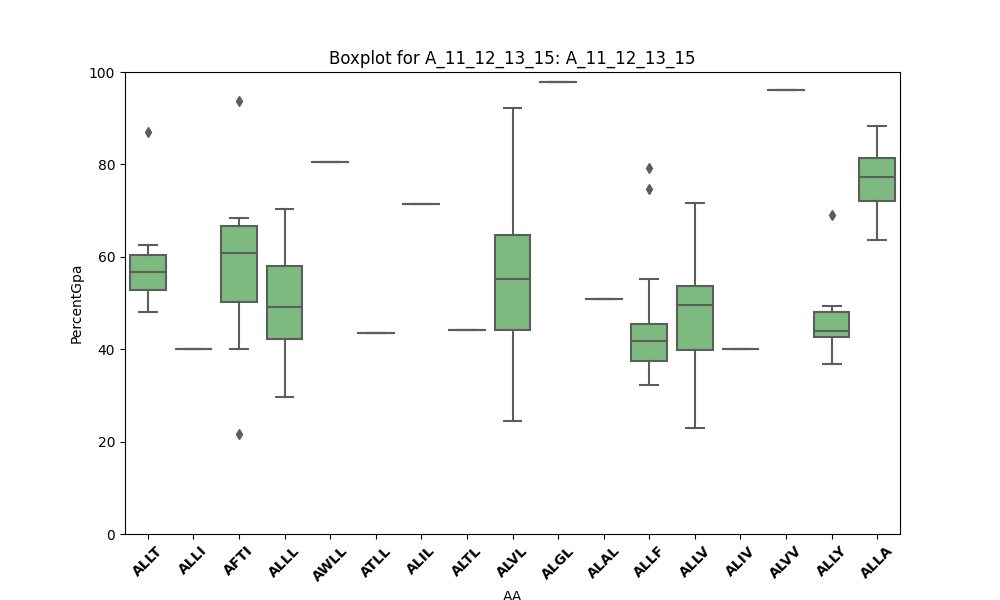 Boxplot for A_11_12_13_15: A_11_12_13_15
100
80
60
40
20
0
PercentGpa
ALLT
ALLI
AFTI
ALLL
AWLL
ATLL
ALIL
ALTL
ALVL
ALGL
ALAL
ALLF
ALLV
ALIV
ALVV
ALLY
ALLA
AA